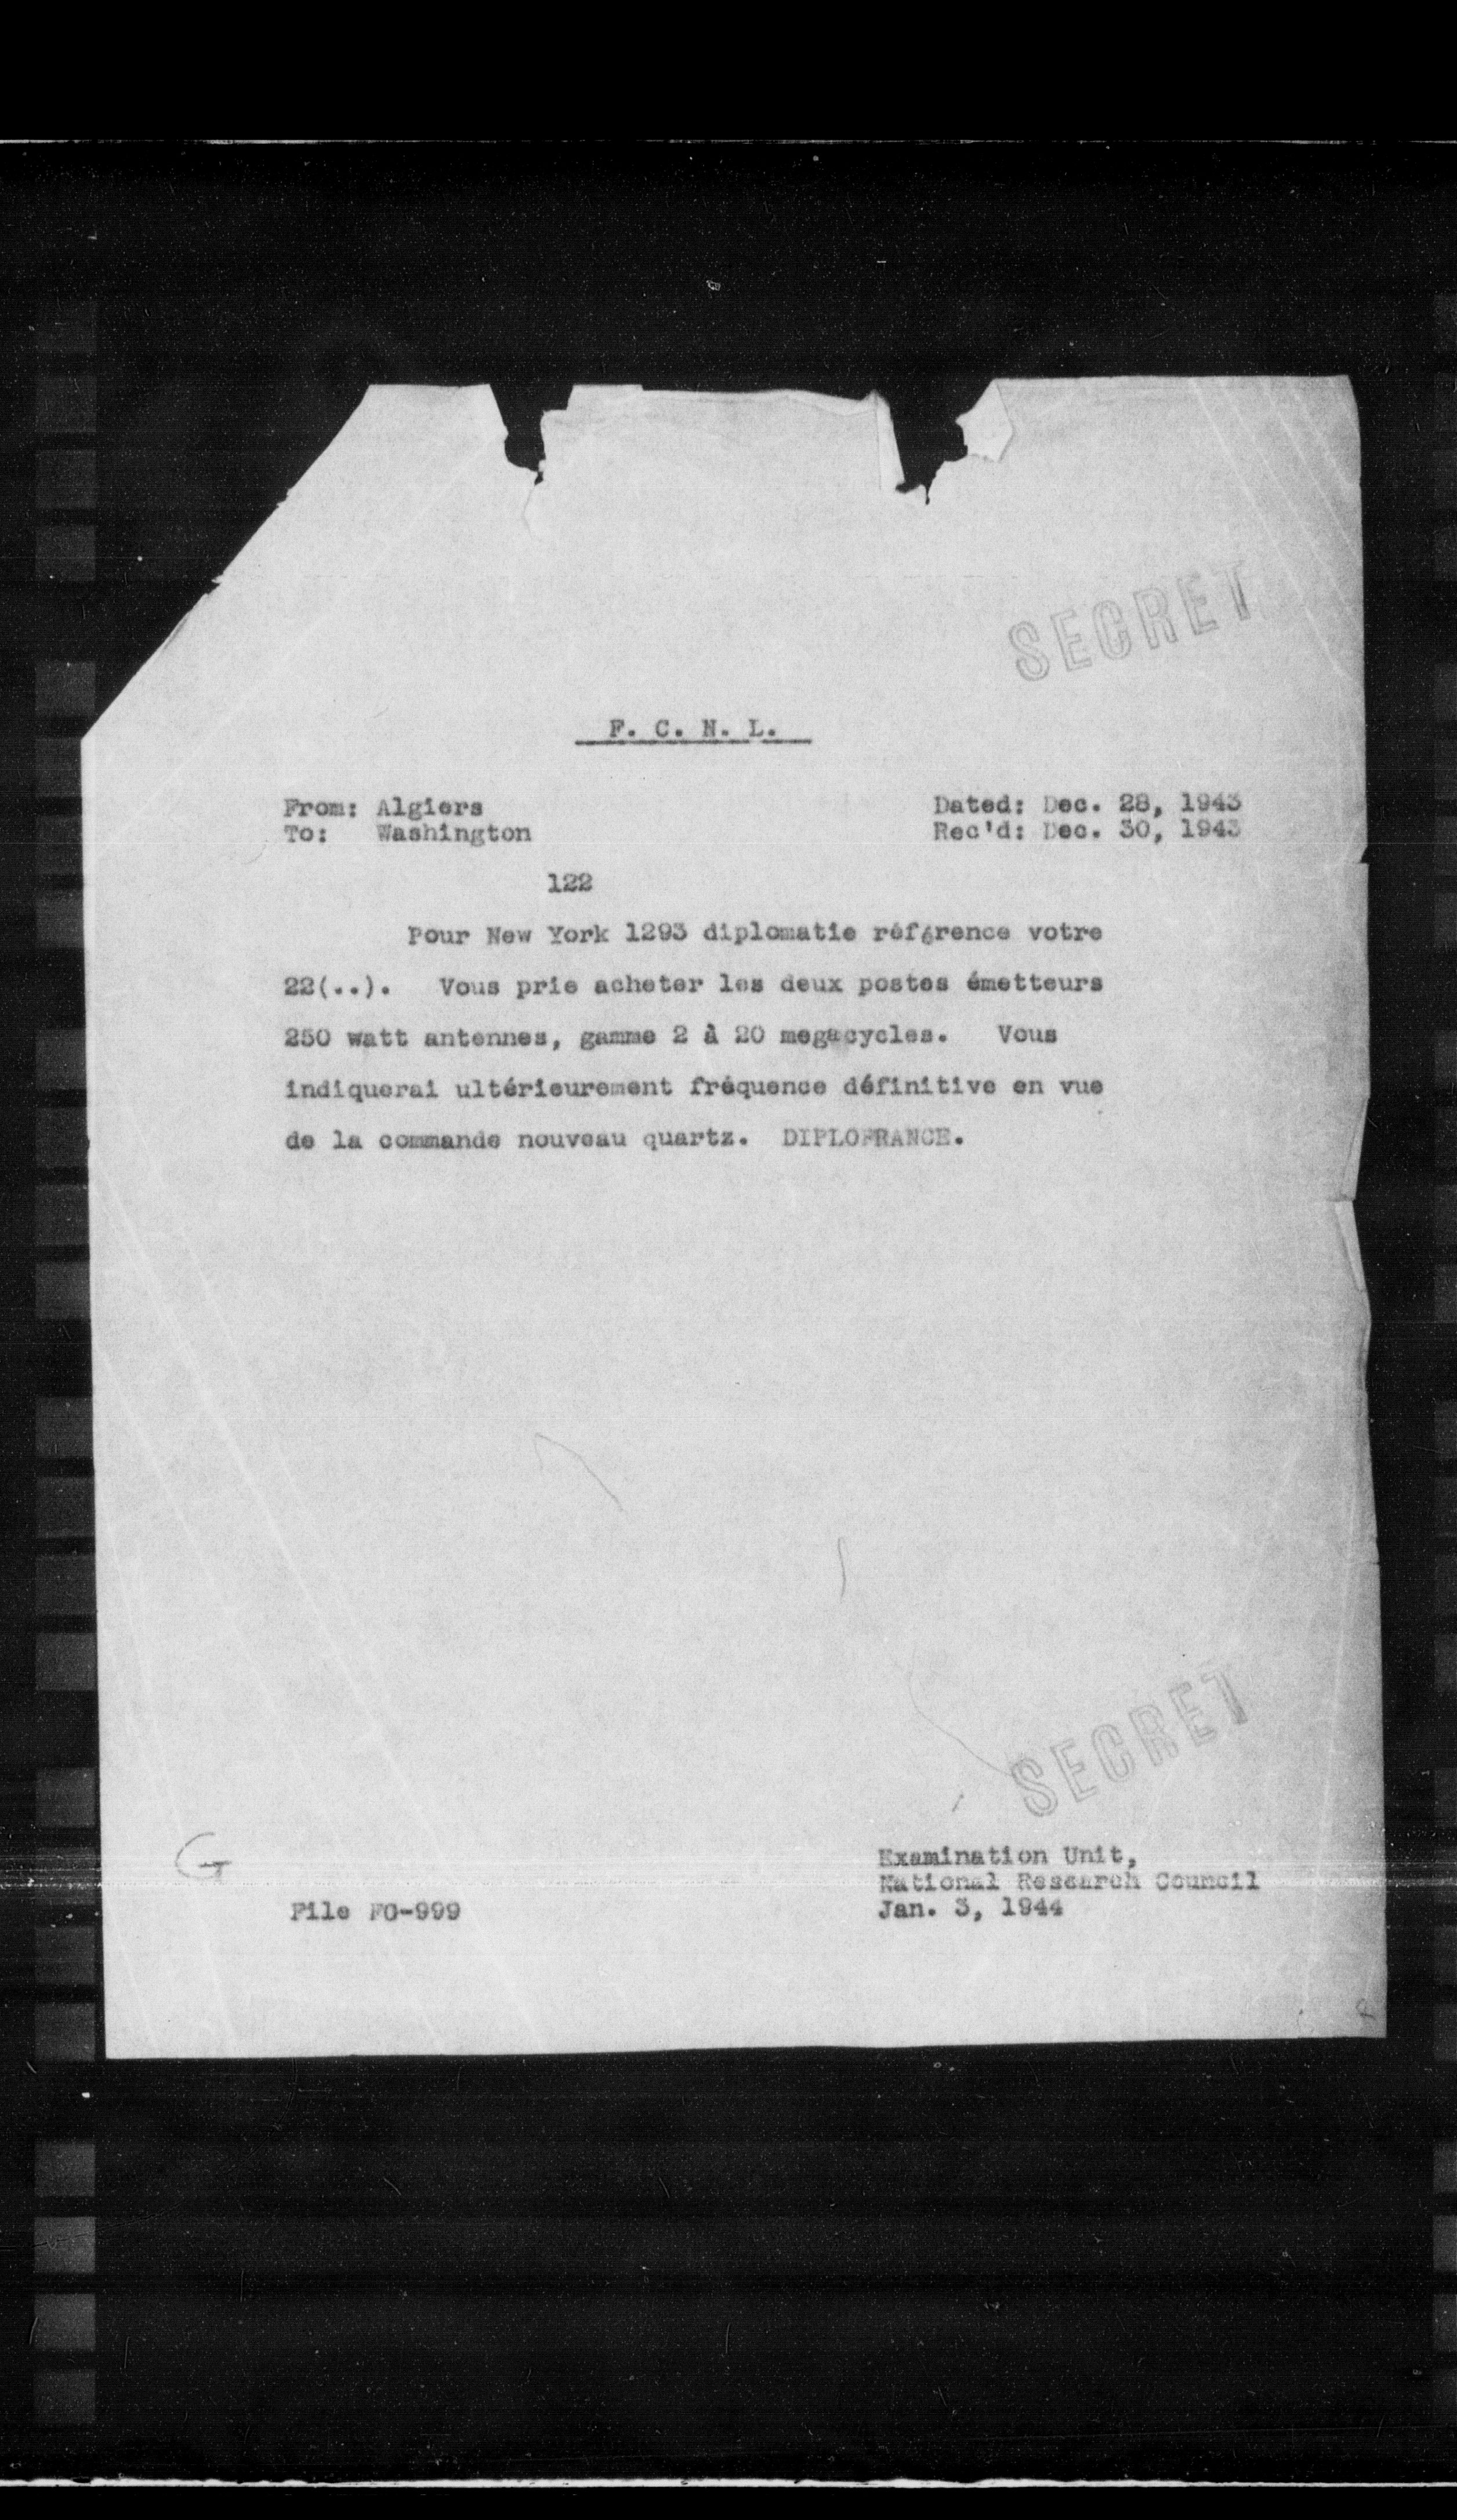 SECRET
F. C. N. L.
From: Algiers Dated: Dec. 28, 1943
To: Washington Rec'd: Dec. 30, 1943
122
Pour New York 1293 diplomatie référence votre
22(..). Vous prie acheter les deux postes émetteurs
250 watt antennes, gamme 2 à 20 megacycles. Vous
indiquerai ultérieurement fréquence définitive en vue
de la commande nouveau quartz. DIPLOFRANCE.
SECRET
G
Examination Unit,
National Research Council
File FO-999 Jan. 3, 1944